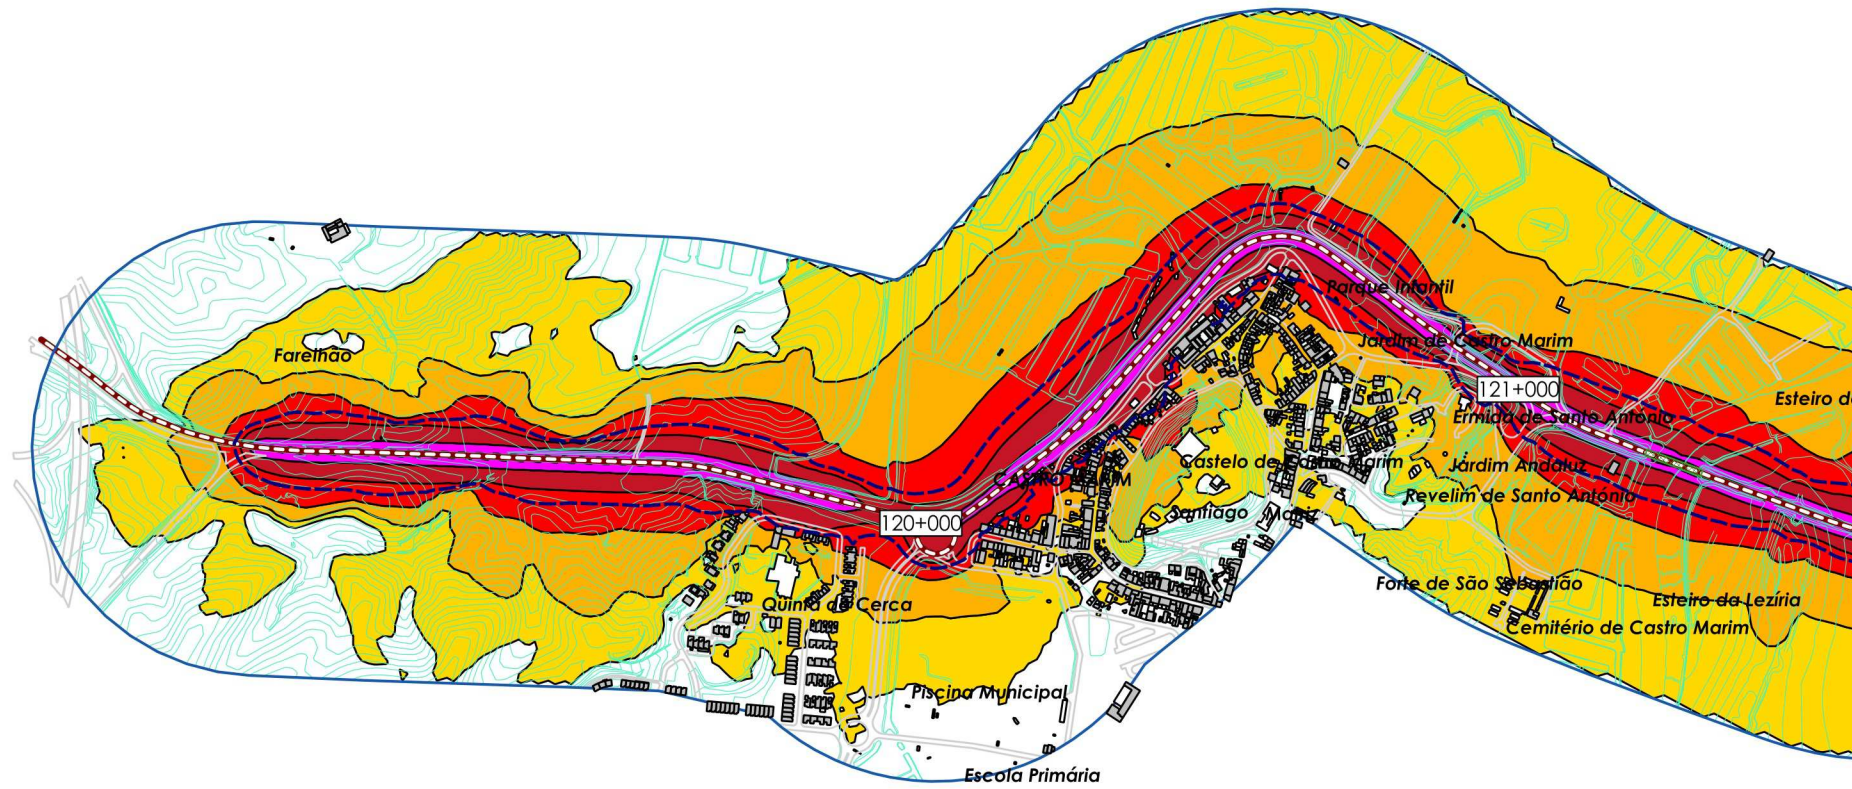 Parque Infantil
Jardim de Castro Marim
Farelhão
121+000
Esteiro d
Ermida de Santo António
Castelo de Castro Marim
Jardim Andaluz
CASTRO MARIM
Revelim de Santo António
Santiago
Matriz
120+000
Forte de São Sebastião
Esteiro da Lezíria
Quinta da Cerca
Cemitério de Castro Marim
Piscina Municipal
Escola Primária